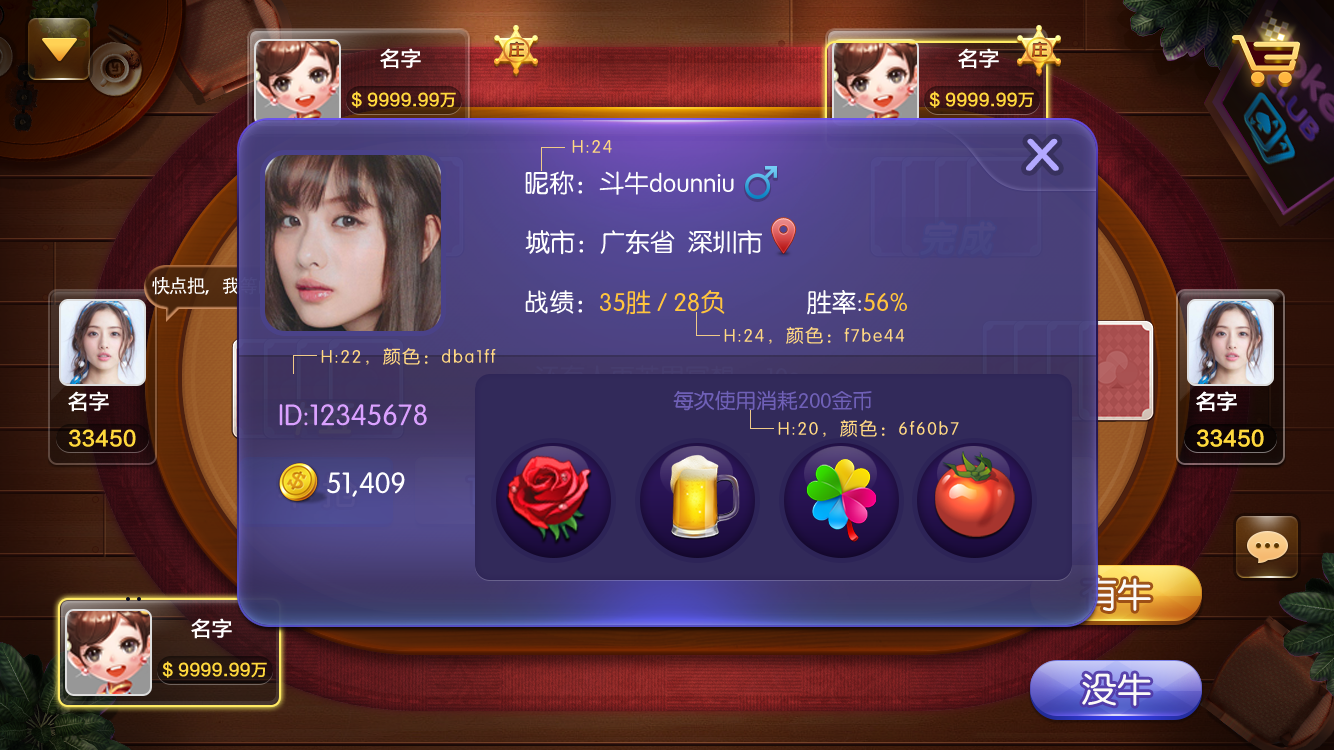 名字
$ 9999.99万
庄
名字
$ 9999.99万
庄
H:24
昵称：斗牛dounniu
城市：广东省 深圳市
完成
快点把，我
战绩：35胜 / 28负
胜率:56%
H:24，颜色：f7be44
H:22，颜色：dba1ff
名字
33450
ID:12345678
51,409
每次使用消耗200金币
H:20，颜色：6f60b7
名字
33450
有牛
没牛
名字
$ 9999.99万
CLUB